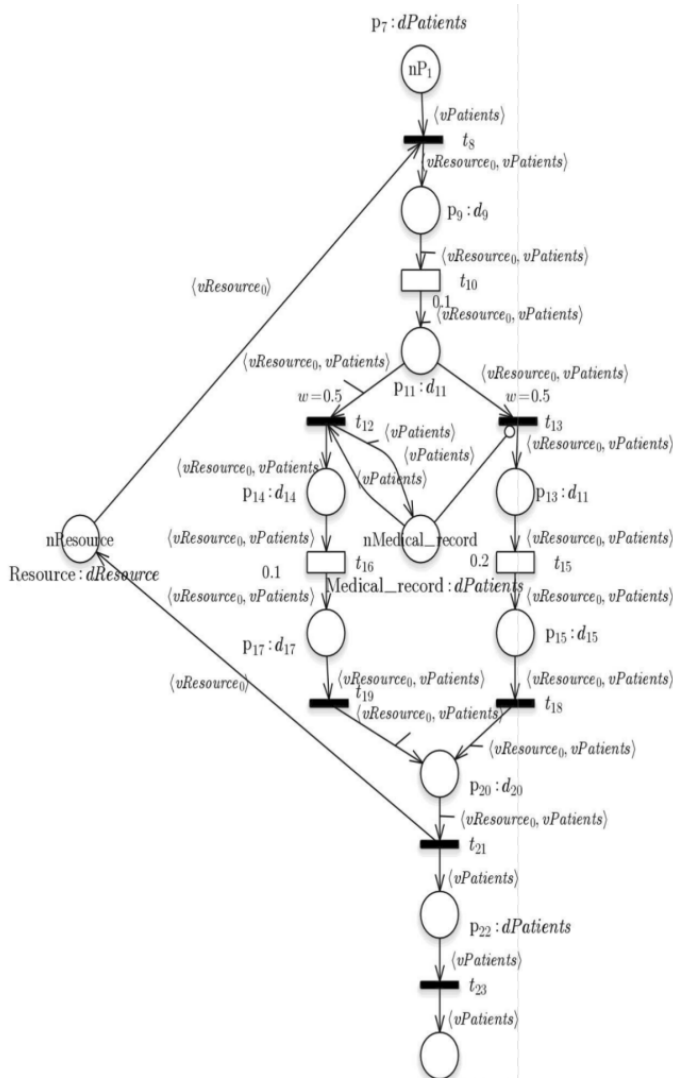 p₇ : dPatients
nP₁
⟨vPatients⟩
t₈
⟨vResource₀, vPatients⟩
p₉ : d₉
⟨vResource₀, vPatients⟩
⟨vResource₀⟩
t₁₀
0.1
⟨vResource₀, vPatients⟩
⟨vResource₀, vPatients⟩
⟨vResource₀, vPatients⟩
p₁₁ : d₁₁
w = 0.5
w = 0.5
t₁₂
t₁₃
⟨vPatients⟩
⟨vResource₀, vPatients⟩
⟨vPatients⟩
⟨vResource₀, vPatients⟩
⟨vPatients⟩
p₁₄ : d₁₄
p₁₃ : d₁₁
nResource
⟨vResource₀, vPatients⟩
nMedical_record
⟨vResource₀, vPatients⟩
t₁₆
0.2
t₁₅
Resource : dResource
0.1
Medical_record : dPatients
⟨vResource₀, vPatients⟩
⟨vResource₀, vPatients⟩
p₁₇ : d₁₇
p₁₅ : d₁₅
⟨vResource₀⟩
⟨vResource₀, vPatients⟩
⟨vResource₀, vPatients⟩
t₁₉
t₁₈
⟨vResource₀, vPatients⟩
⟨vResource₀, vPatients⟩
p₂₀ : d₂₀
⟨vResource₀, vPatients⟩
t₂₁
⟨vPatients⟩
p₂₂ : dPatients
⟨vPatients⟩
t₂₃
⟨vPatients⟩